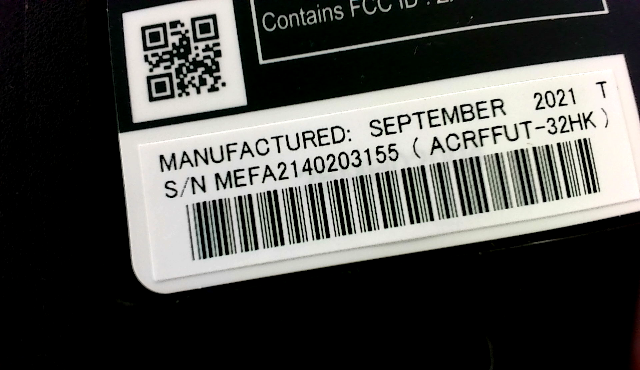 Contains FCC ID :
MANUFACTURED: SEPTEMBER 2021 T
S/N MEFA2140203155 ( ACRFFUT-32HK )